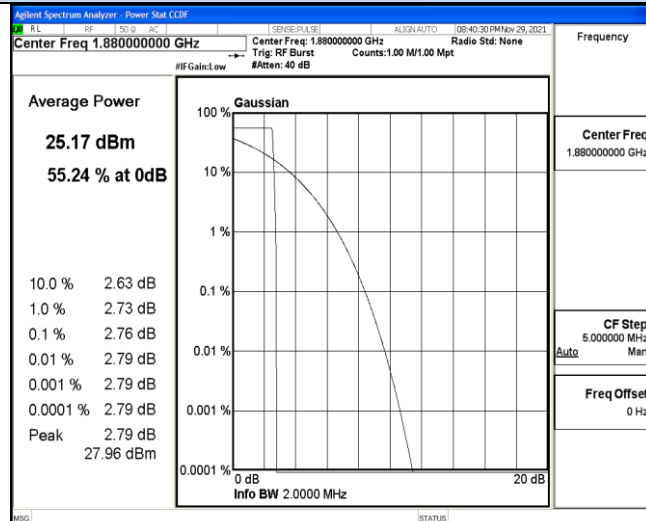 Agilent Spectrum Analyzer - Power Stat CCDF
RL RF 50 Ω AC SENSE:PULSE ALIGN AUTO 08:40:30 PM Nov 29, 2021
Center Freq 1.880000000 GHz
Center Freq: 1.880000000 GHz Radio Std: None
Trig: RF Burst Counts:1.00 M/1.00 Mpt
#IFGain:Low #Atten: 40 dB
Frequency
Average Power
25.17 dBm
55.24 % at 0dB
10.0 % 2.63 dB
1.0 % 2.73 dB
0.1 % 2.76 dB
0.01 % 2.79 dB
0.001 % 2.79 dB
0.0001 % 2.79 dB
Peak 2.79 dB
27.96 dBm
Gaussian
100 %
10 %
1 %
0.1 %
0.01 %
0.001 %
0.0001 %
0 dB 20 dB
Info BW 2.0000 MHz
Center Freq
1.880000000 GHz
CF Step
5.000000 MHz
Auto Man
Freq Offset
0 Hz
MSG STATUS